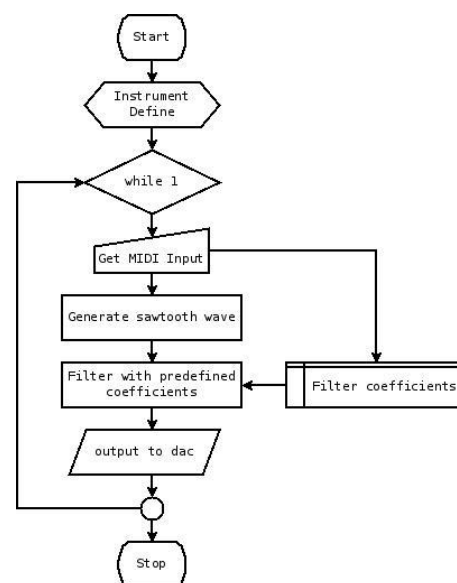 Start
Instrument
Define
while 1
Get MIDI Input
Generate sawtooth wave
Filter with predefined
coefficients
Filter coefficients
output to dac
Stop